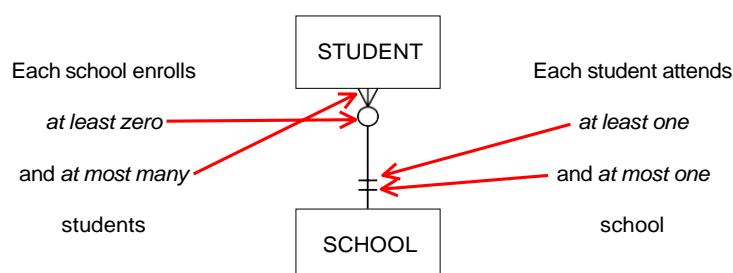 STUDENT
Each school enrolls
at least zero
and at most many
students
Each student attends
at least one
and at most one
school
SCHOOL